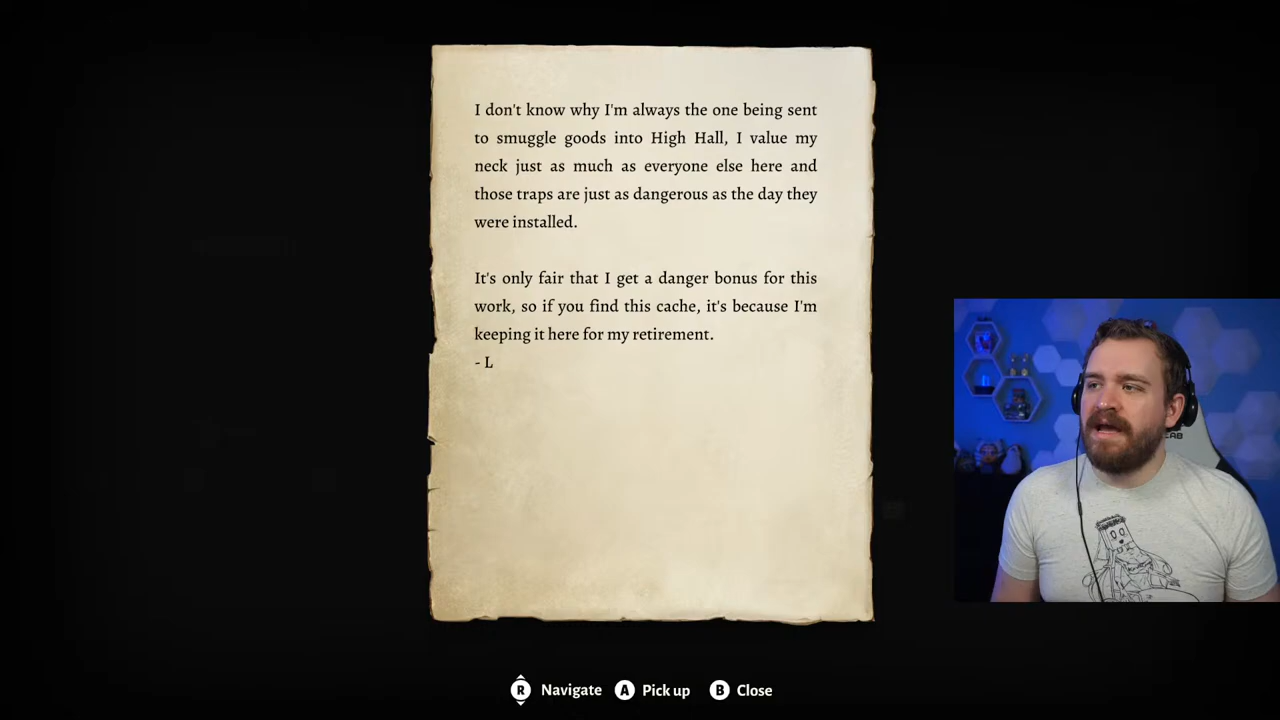 I don't know why I'm always the one being sent
to smuggle goods into High Hall, I value my
neck just as much as everyone else here and
those traps are just as dangerous as the day they
were installed.
It's only fair that I get a danger bonus for this
work, so if you find this cache, it's because I'm
keeping it here for my retirement.
- L
R Navigate A Pick up B Close